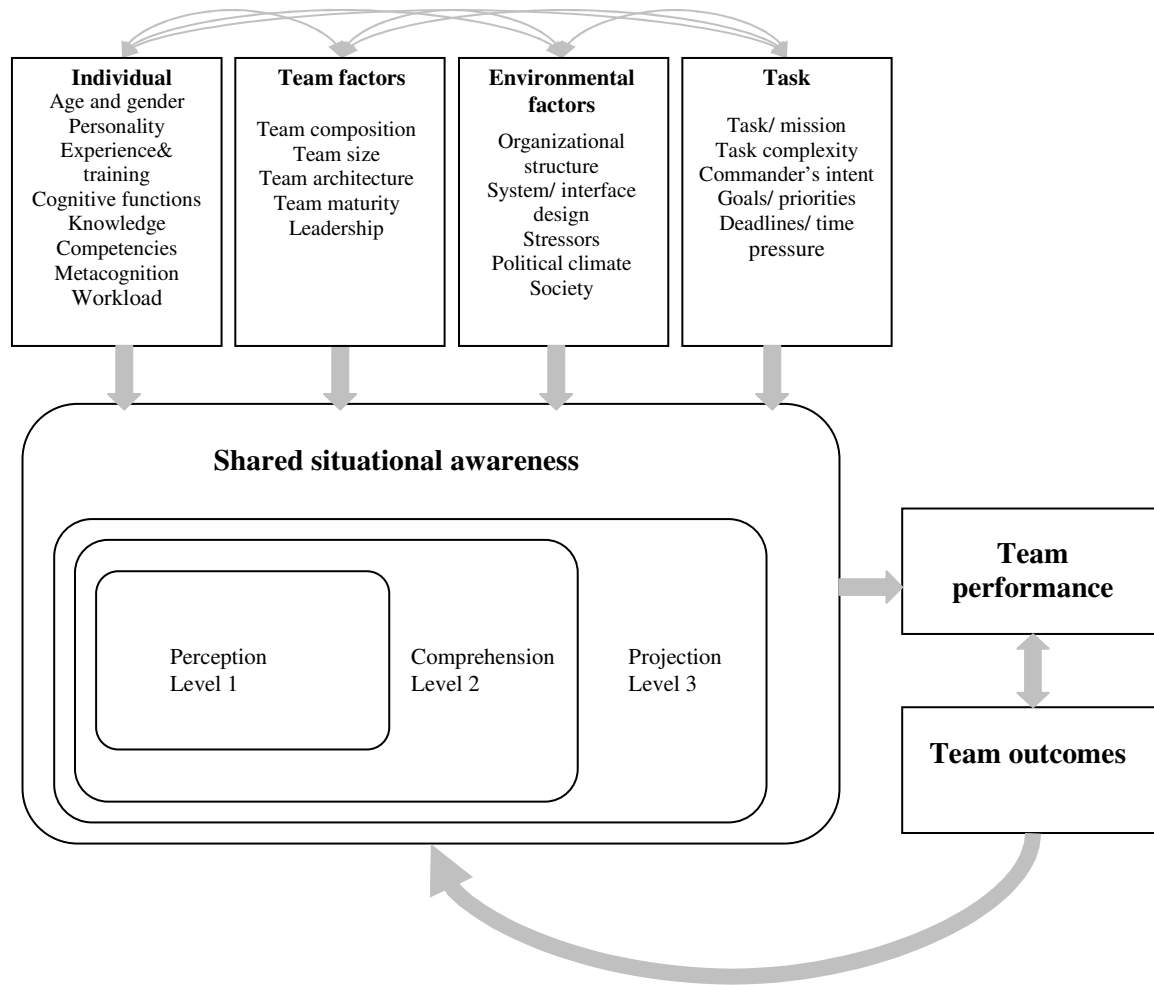 Individual
Age and gender
Personality
Experience&
training
Cognitive functions
Knowledge
Competencies
Metacognition
Workload
Team factors
Team composition
Team size
Team architecture
Team maturity
Leadership
Environmental
factors
Organizational
structure
System/ interface
design
Stressors
Political climate
Society
Task
Task/ mission
Task complexity
Commander’s intent
Goals/ priorities
Deadlines/ time
pressure
Shared situational awareness
Perception
Level 1
Comprehension
Level 2
Projection
Level 3
Team
performance
Team outcomes